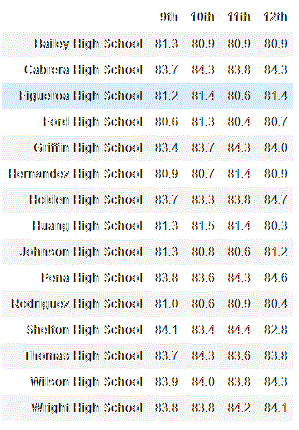 9th 10th 11th 12th
Bailey High School 81.3 80.9 80.9 80.9
Cabrera High School 83.7 84.3 83.8 84.3
Figueroa High School 81.2 81.4 80.6 81.4
Ford High School 80.6 81.3 80.4 80.7
Griffin High School 83.4 83.7 84.3 84.0
Hernandez High School 80.9 80.7 81.4 80.9
Holden High School 83.7 83.3 83.8 84.7
Huang High School 81.3 81.5 81.4 80.3
Johnson High School 81.3 80.8 80.6 81.2
Pena High School 83.8 83.6 84.3 84.6
Rodriguez High School 81.0 80.6 80.9 80.4
Shelton High School 84.1 83.4 84.4 82.8
Thomas High School 83.7 84.3 83.6 83.8
Wilson High School 83.9 84.0 83.8 84.3
Wright High School 83.8 83.8 84.2 84.1